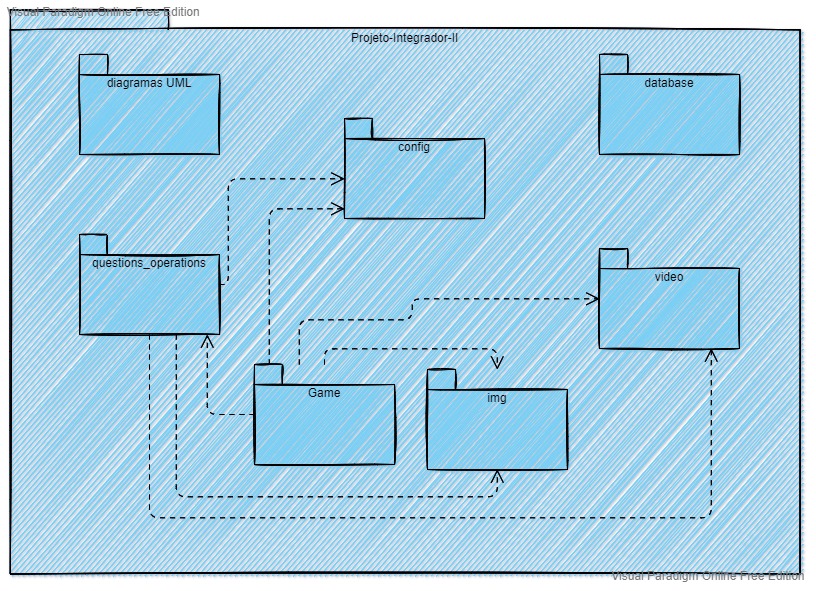 Visual Paradigm Online Free Edition
Projeto-Integrador-II
diagramas UML
database
config
questions_operations
video
Game
img
Visual Paradigm Online Free Edition